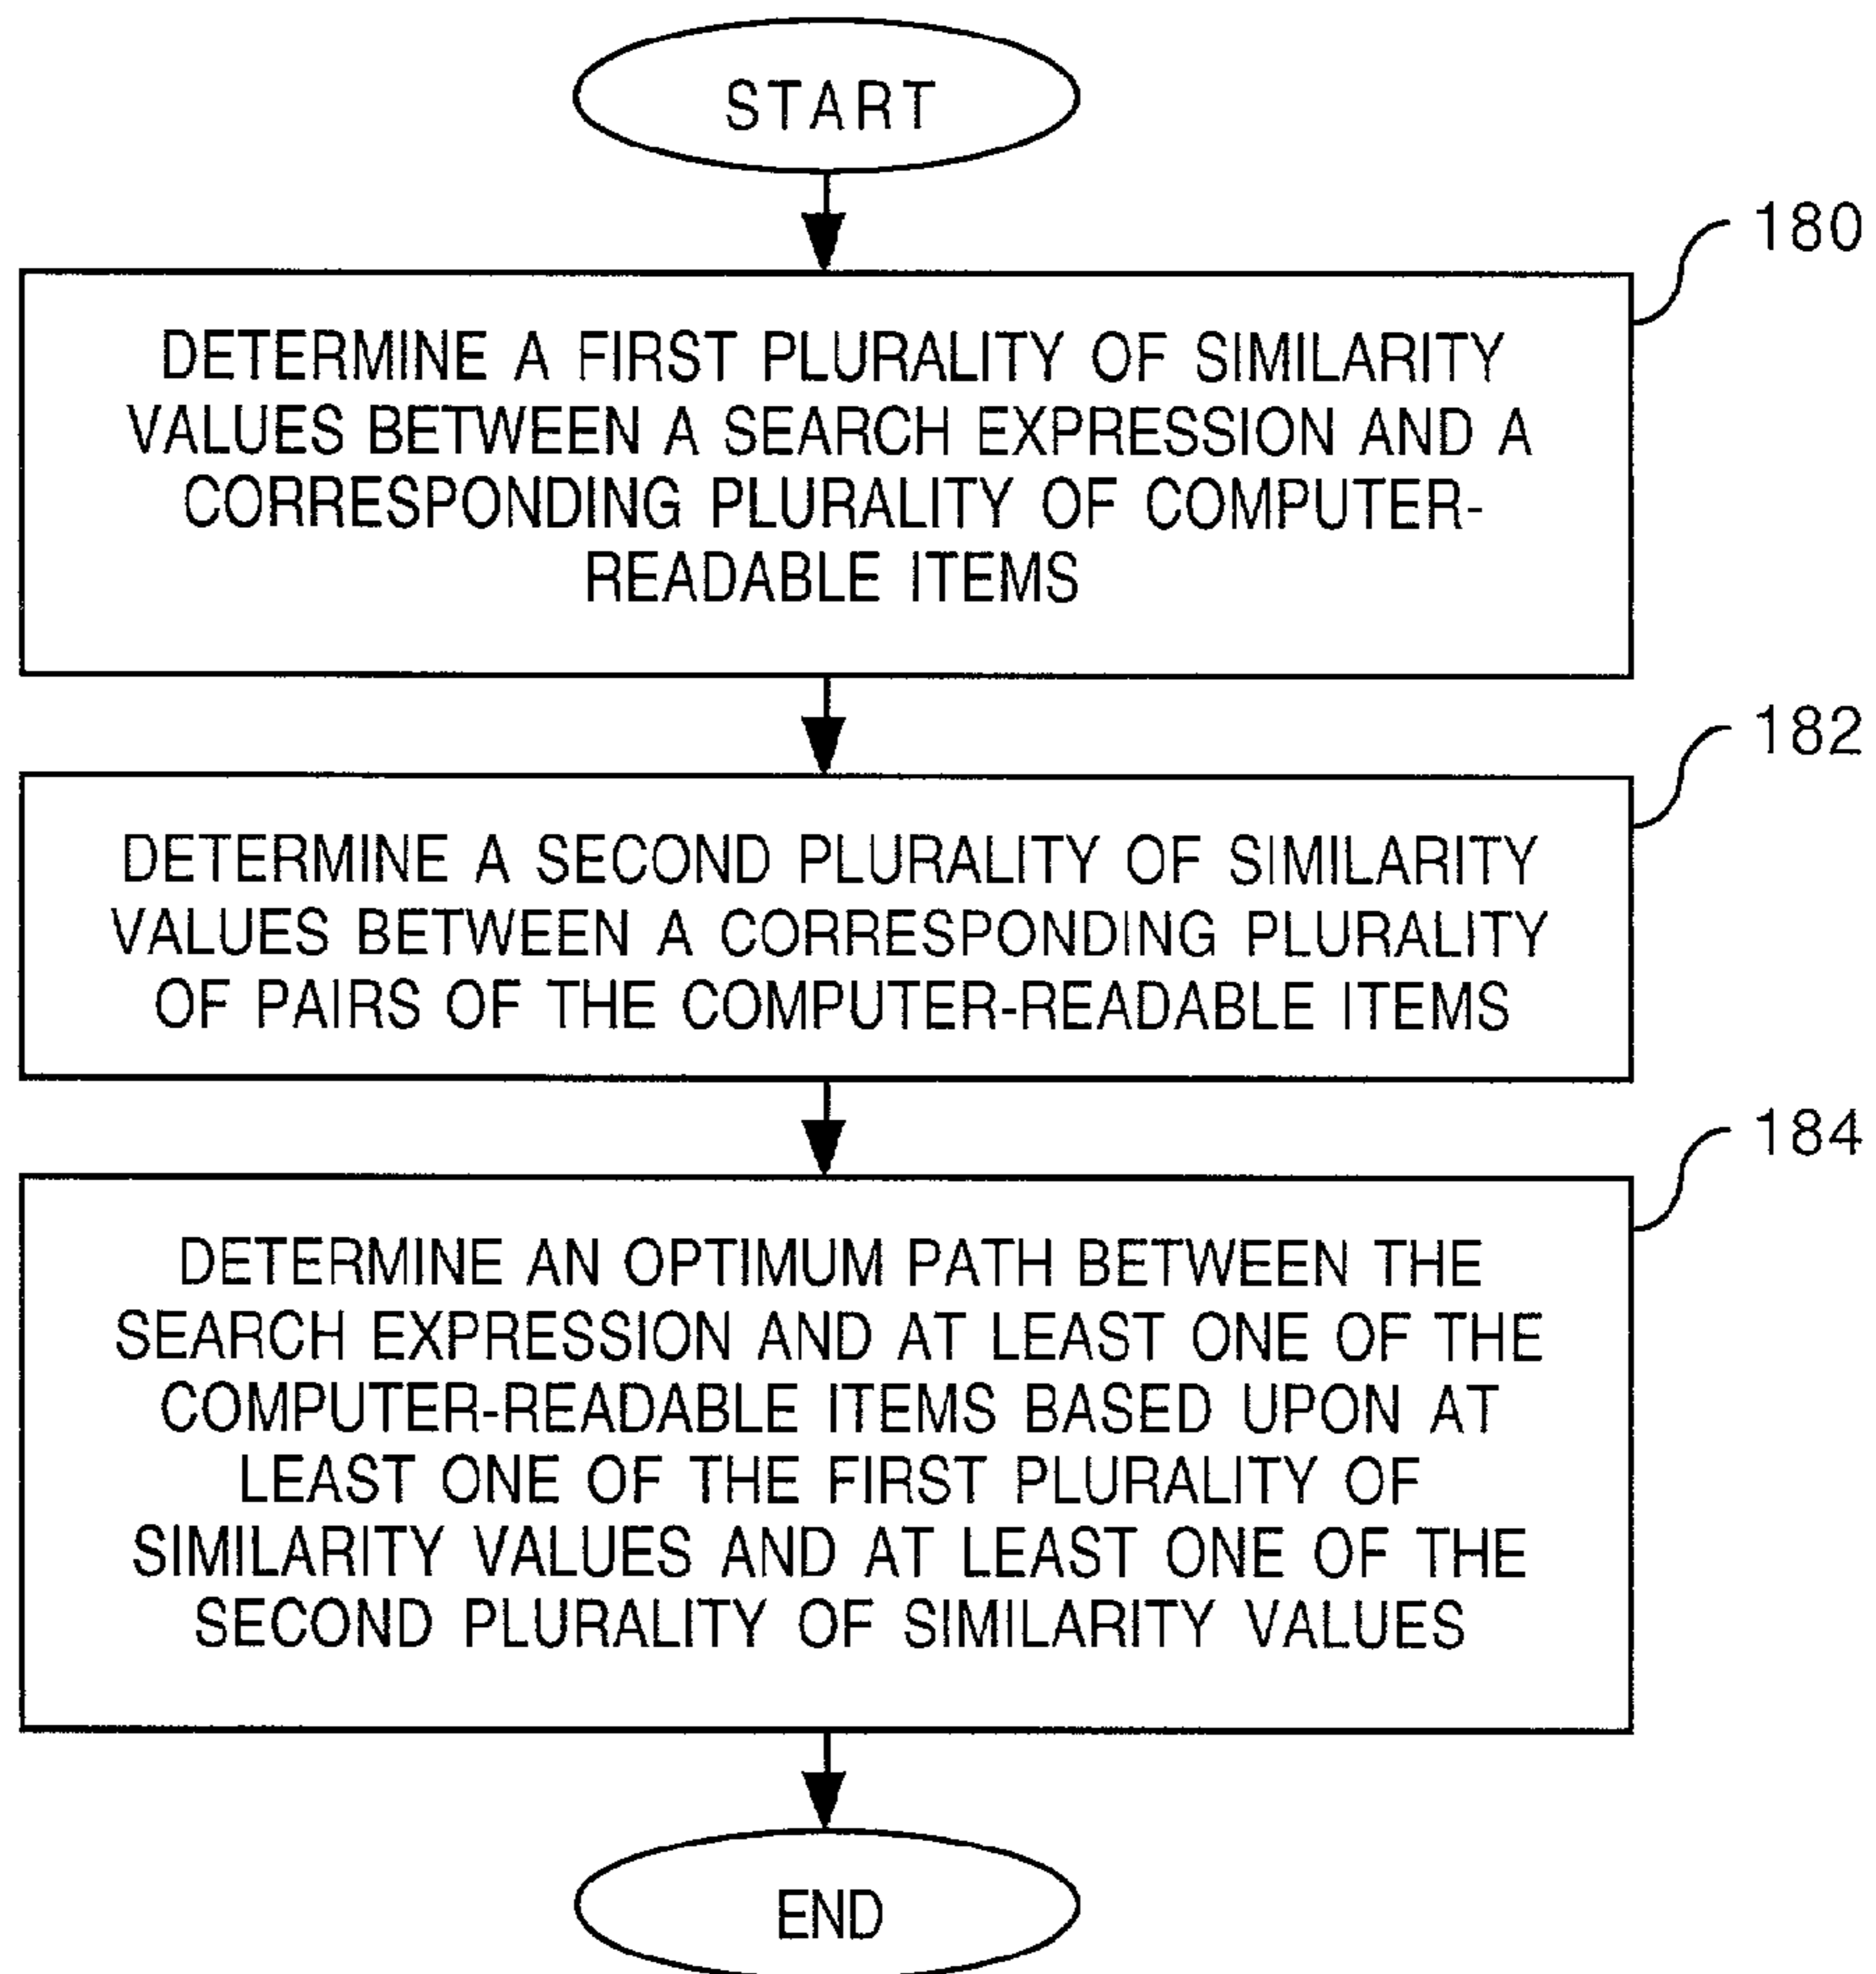 START
180
DETERMINE A FIRST PLURALITY OF SIMILARITY
VALUES BETWEEN A SEARCH EXPRESSION AND A
CORRESPONDING PLURALITY OF COMPUTER-
READABLE ITEMS
182
DETERMINE A SECOND PLURALITY OF SIMILARITY
VALUES BETWEEN A CORRESPONDING PLURALITY
OF PAIRS OF THE COMPUTER-READABLE ITEMS
184
DETERMINE AN OPTIMUM PATH BETWEEN THE
SEARCH EXPRESSION AND AT LEAST ONE OF THE
COMPUTER-READABLE ITEMS BASED UPON AT
LEAST ONE OF THE FIRST PLURALITY OF
SIMILARITY VALUES AND AT LEAST ONE OF THE
SECOND PLURALITY OF SIMILARITY VALUES
END